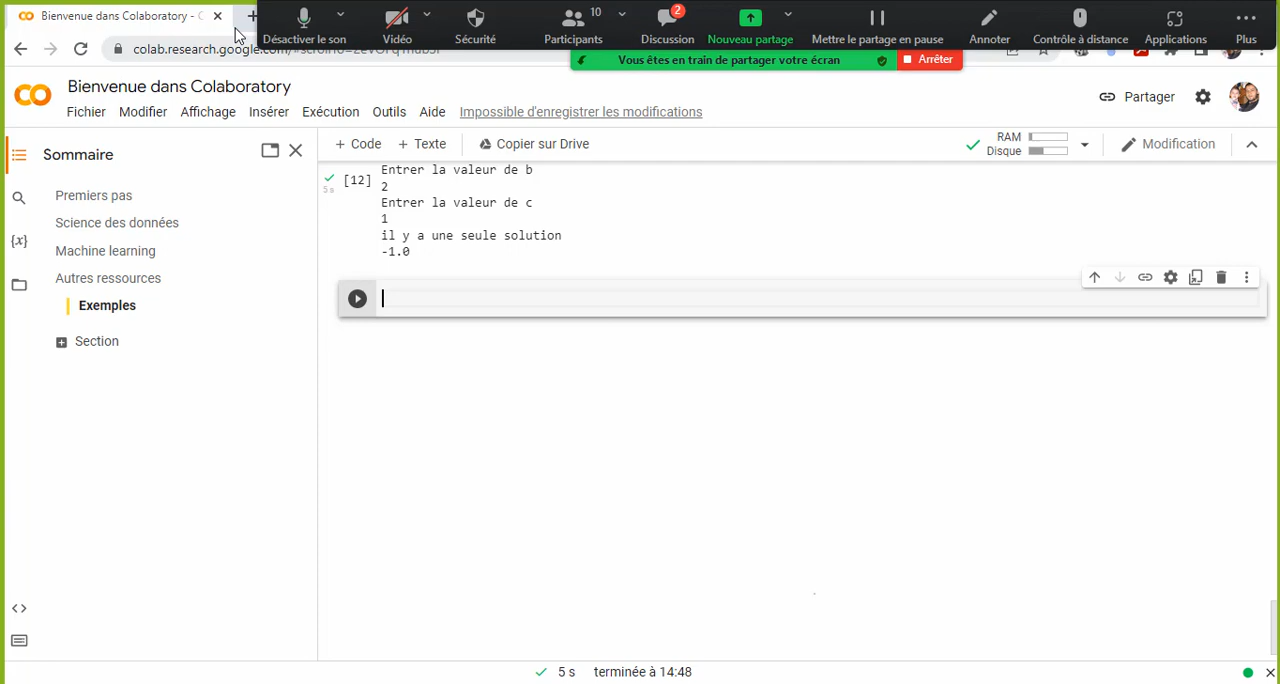 Bienvenue dans Colaboratory - C
10
2
Désactiver le son
Vidéo
Sécurité
Participants
Discussion
Nouveau partage
Mettre le partage en pause
Annoter
Contrôle à distance
Applications
Plus
colab.research.google.com/
Vous êtes en train de partager votre écran
Arrêter
Bienvenue dans Colaboratory
Fichier Modifier Affichage Insérer Exécution Outils Aide Impossible d'enregistrer les modifications
Partager
+ Code + Texte Copier sur Drive
RAM
Disque
Modification
Sommaire
Premiers pas
Science des données
Machine learning
Autres ressources
Exemples
Section
{x}
[12]
5s
Entrer la valeur de b
2
Entrer la valeur de c
1
il y a une seule solution
-1.0
5 s terminée à 14:48